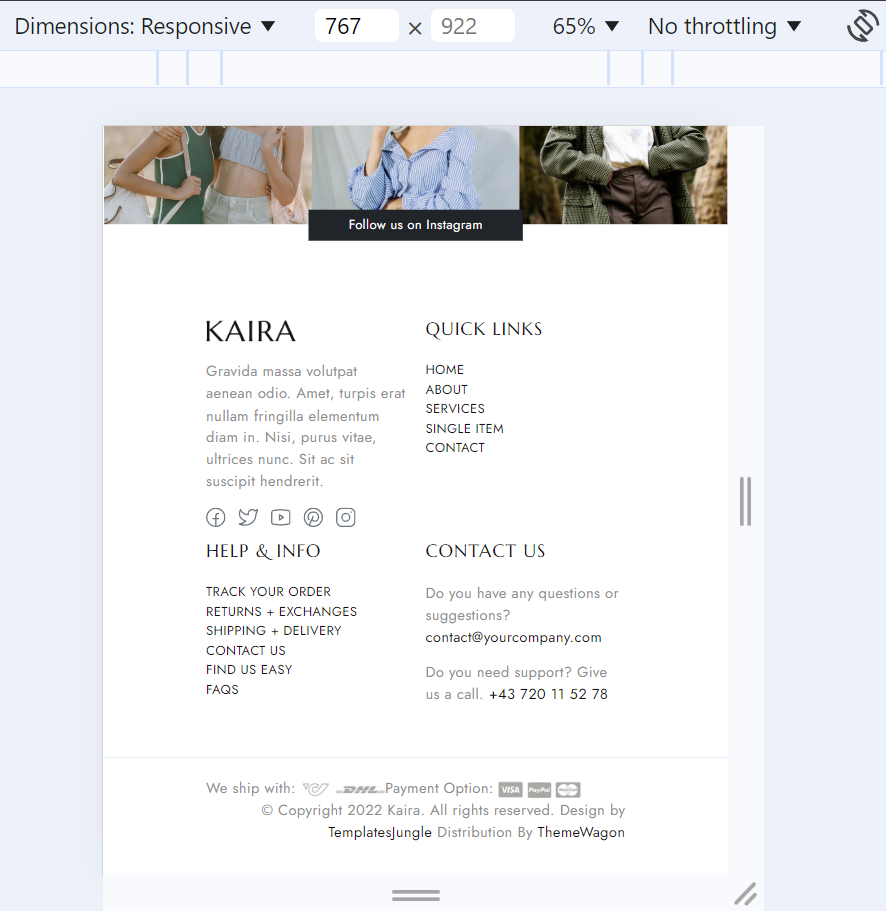 Dimensions: Responsive ▼ 767 × 922 65% ▼ No throttling ▼
Follow us on Instagram
KAIRA
Gravida massa volutpat
aenean odio. Amet, turpis erat
nullam fringilla elementum
diam in. Nisi, purus vitae,
ultrices nunc. Sit ac sit
suscipit hendrerit.
QUICK LINKS
HOME
ABOUT
SERVICES
SINGLE ITEM
CONTACT
HELP & INFO
TRACK YOUR ORDER
RETURNS + EXCHANGES
SHIPPING + DELIVERY
CONTACT US
FIND US EASY
FAQS
CONTACT US
Do you have any questions or
suggestions?
contact@yourcompany.com
Do you need support? Give
us a call. +43 720 11 52 78
We ship with: DHL Payment Option: VISA PayPal
© Copyright 2022 Kaira. All rights reserved. Design by
TemplatesJungle Distribution By ThemeWagon